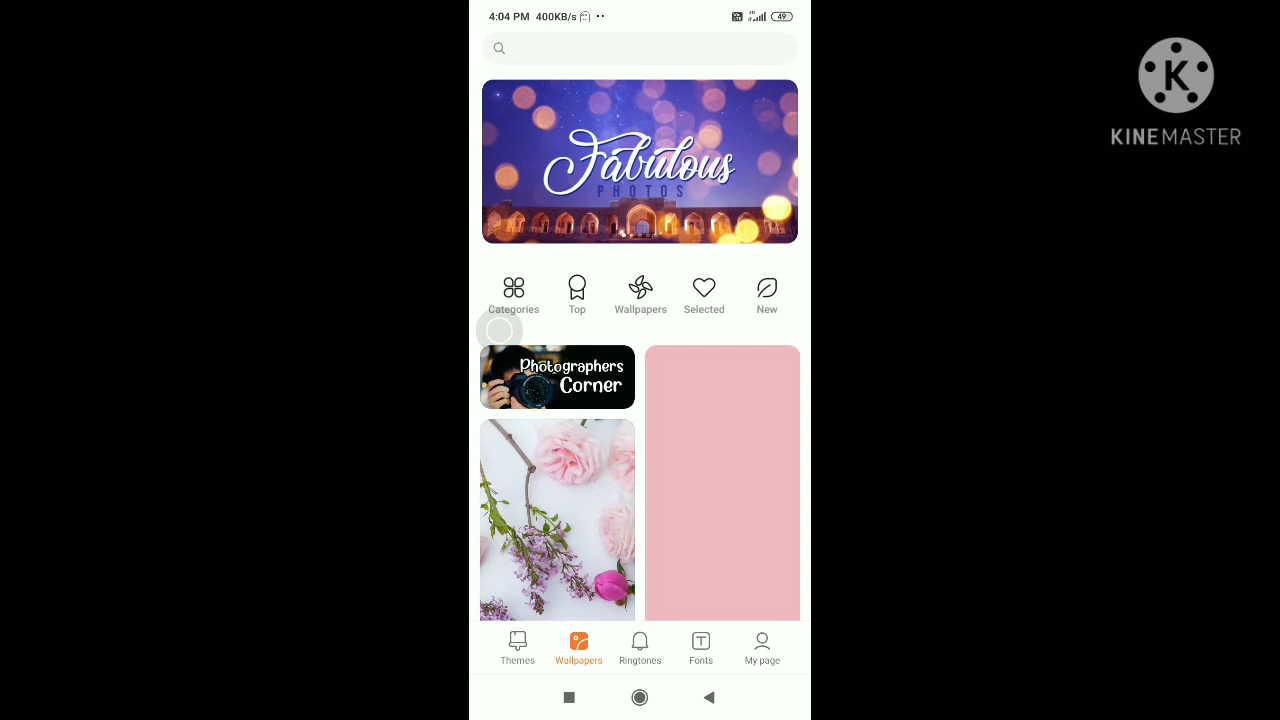 4:04 PM 400KB/s 49
KINEMASTER
Fabulous
PHOTOS
Categories Top Wallpapers Selected New
Photographers
Corner
Themes Wallpapers Ringtones Fonts My page